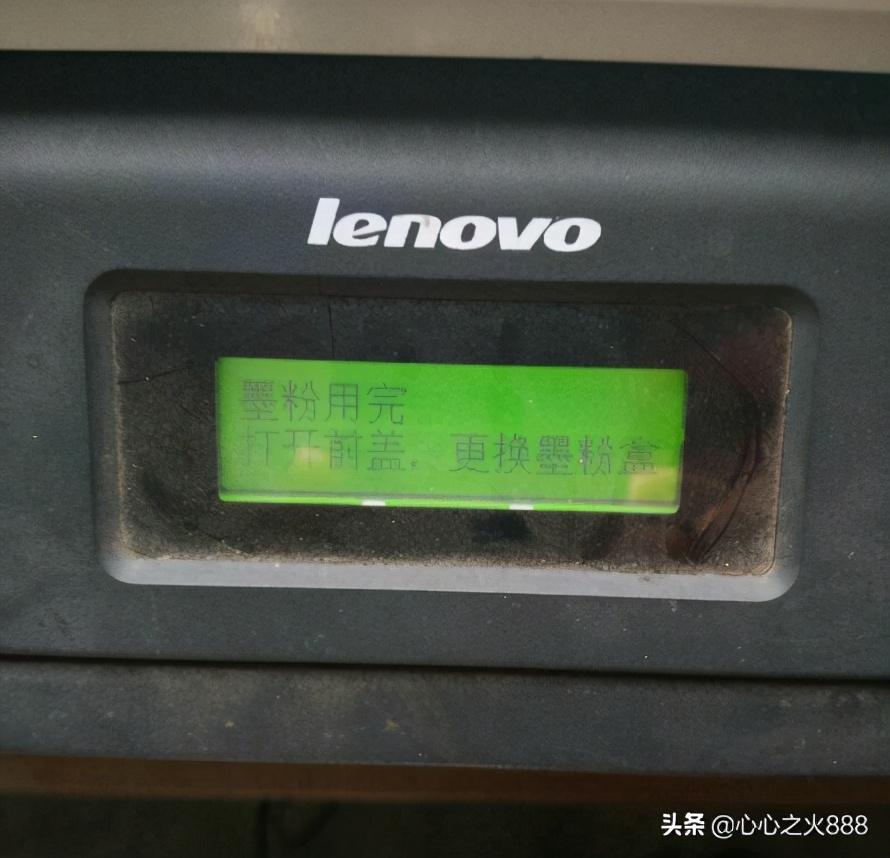 lenovo
墨粉用完
打开前盖。更换墨粉盒
头条 @心心之火888